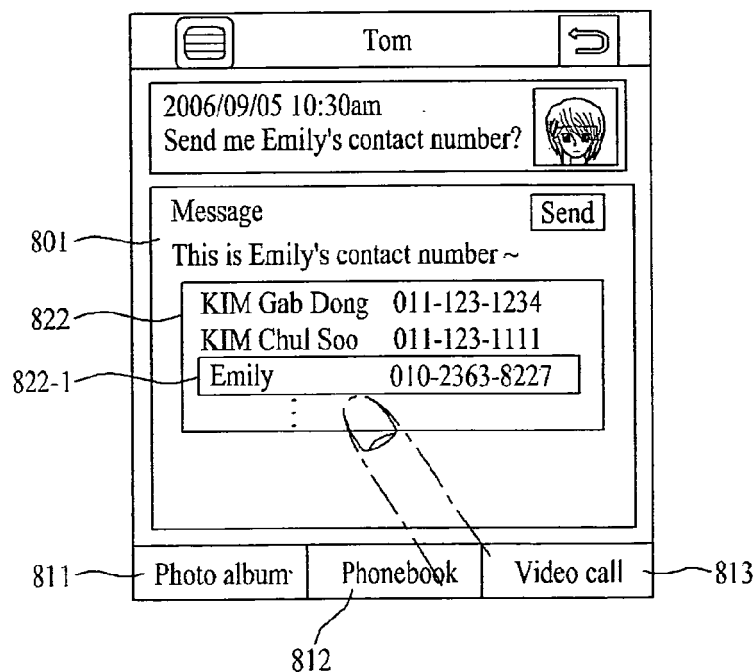 Tom
2006/09/05 10:30am
Send me Emily's contact number?
Message Send
801
This is Emily's contact number ~
822
KIM Gab Dong 011-123-1234
KIM Chul Soo 011-123-1111
822-1
Emily 010-2363-8227
811
Photo album Phonebook Video call
813
812